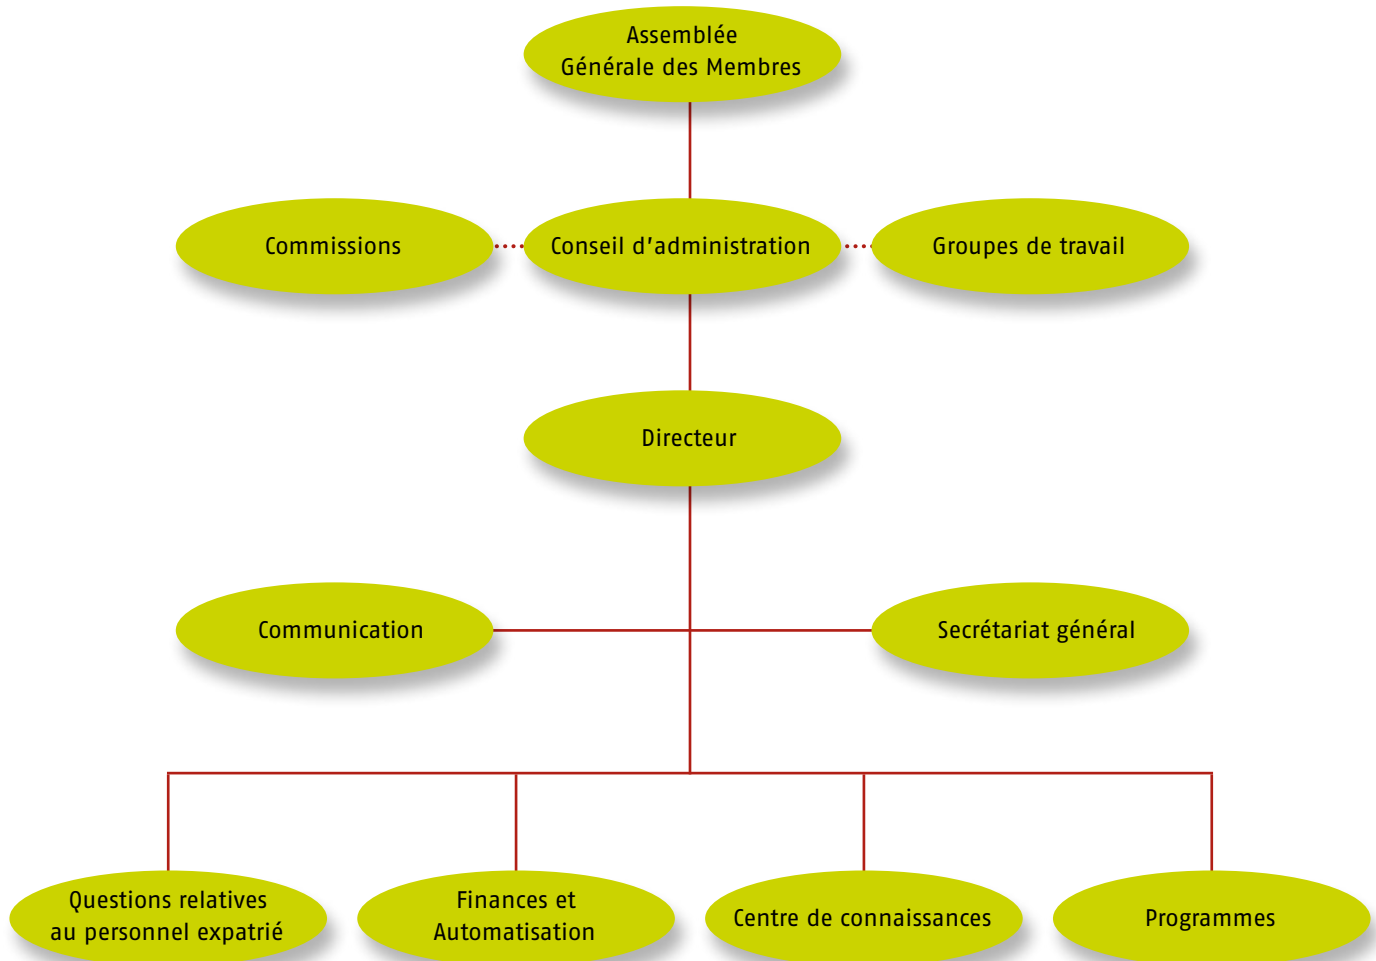 Assemblée
Générale des Membres
Commissions
Conseil d'administration
Groupes de travail
Directeur
Communication
Secrétariat général
Questions relatives
au personnel expatrié
Finances et
Automatisation
Centre de connaissances
Programmes